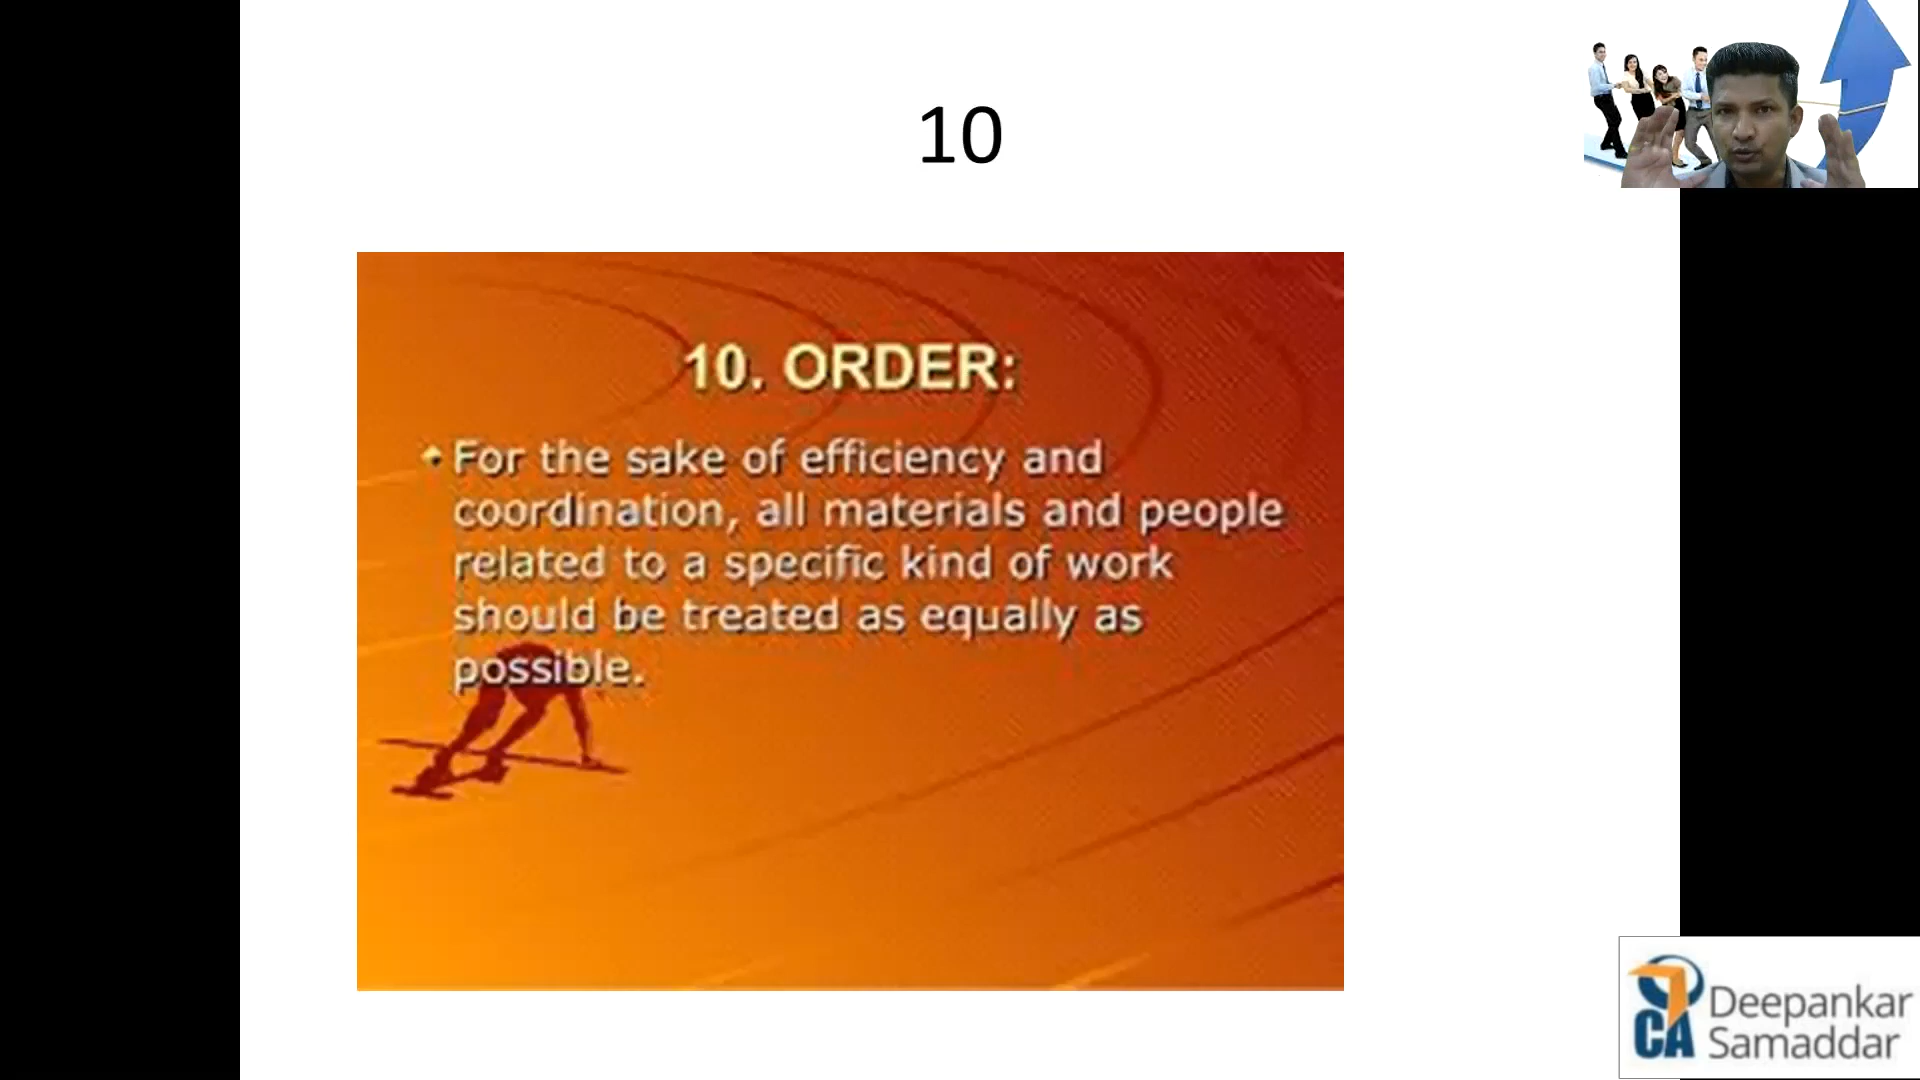 10
10. ORDER:
For the sake of efficiency and
coordination, all materials and people
related to a specific kind of work
should be treated as equally as
possible.
CA
Deepankar
Samaddar